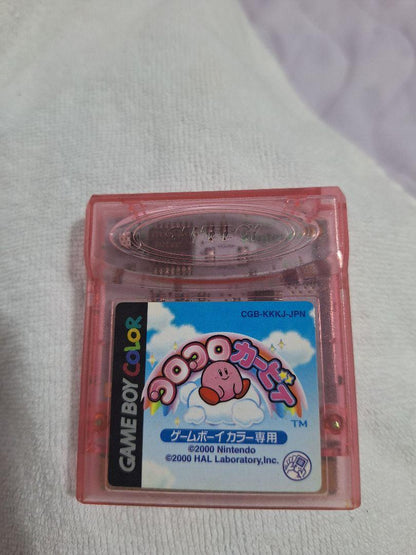 CGB-KKKJ-JPN
GAME BOY COLOR
コロコロカービィ
TM
ゲームボーイカラー専用
©2000 Nintendo
©2000 HAL Laboratory,Inc.